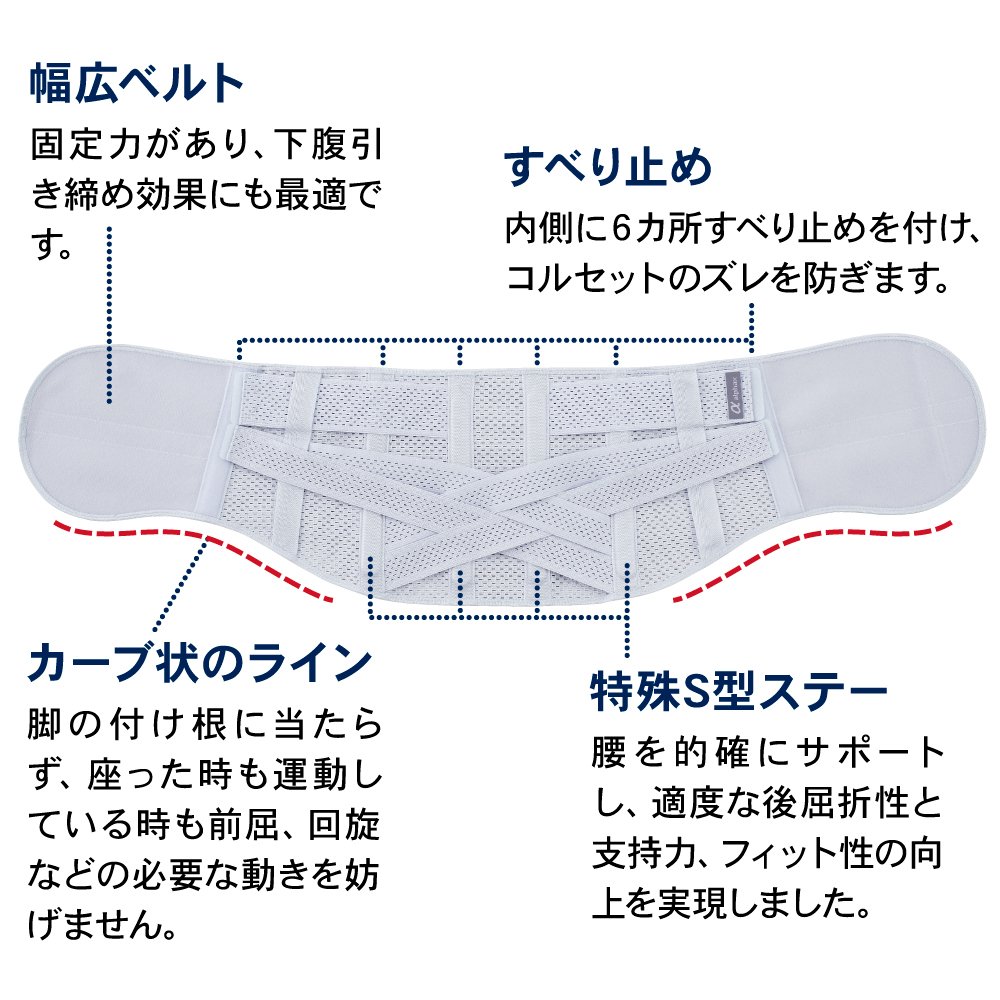 幅広ベルト
固定力があり、下腹引
き締め効果にも最適で
す。
すべり止め
内側に6カ所すべり止めを付け、
コルセットのズレを防ぎます。
α alphax
カーブ状のライン
脚の付け根に当たら
ず、座った時も運動し
ている時も前屈、回旋
などの必要な動きを妨
げません。
特殊S型ステー
腰を的確にサポート
し、適度な後屈折性と
支持力、フィット性の向
上を実現しました。